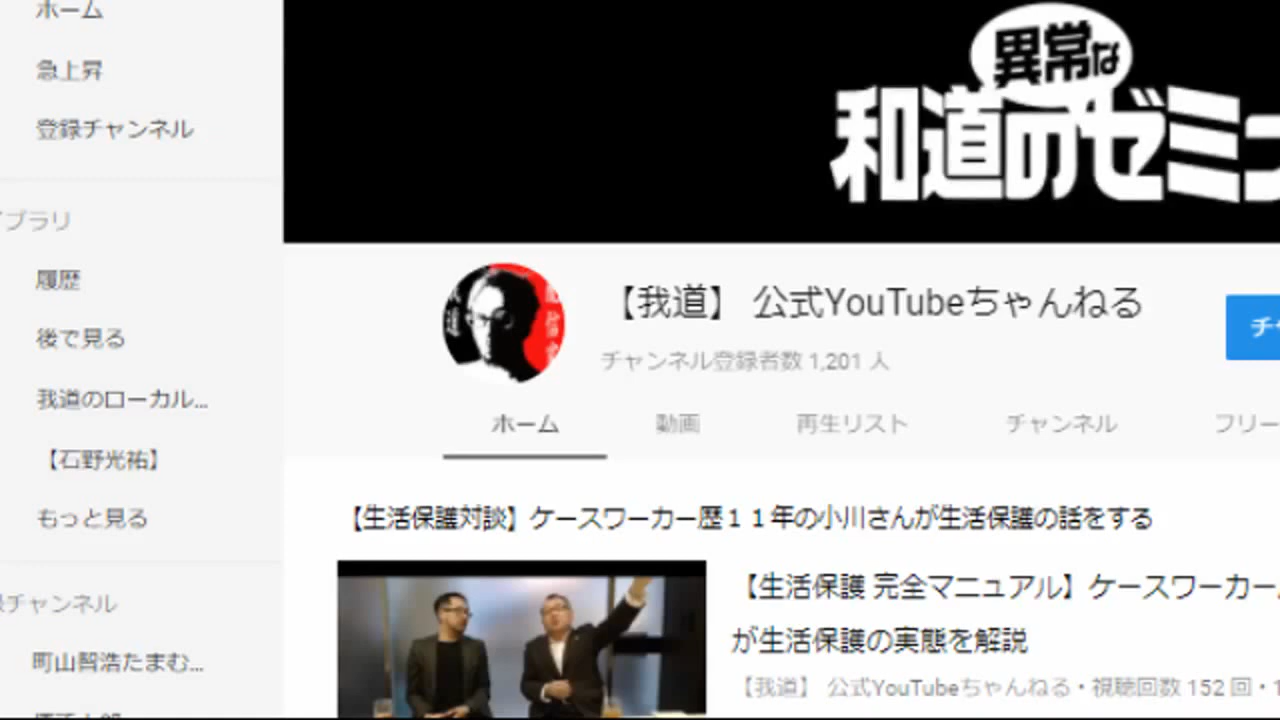 ホーム
急上昇
登録チャンネル
イブラリ
履歴
後で見る
我道のローカル...
【石野光祐】
もっと見る
チャンネル
町山智浩たまむ...
異常な
和道のゼミナ
【我道】 公式YouTubeちゃんねる
チャンネル登録者数 1,201 人
チャ
ホーム
動画
再生リスト
チャンネル
フリー
【生活保護対談】ケースワーカー歴11年の小川さんが生活保護の話をする
【生活保護 完全マニュアル】ケースワーカー
が生活保護の実態を解説
【我道】 公式YouTubeちゃんねる・視聴回数 152 回・1